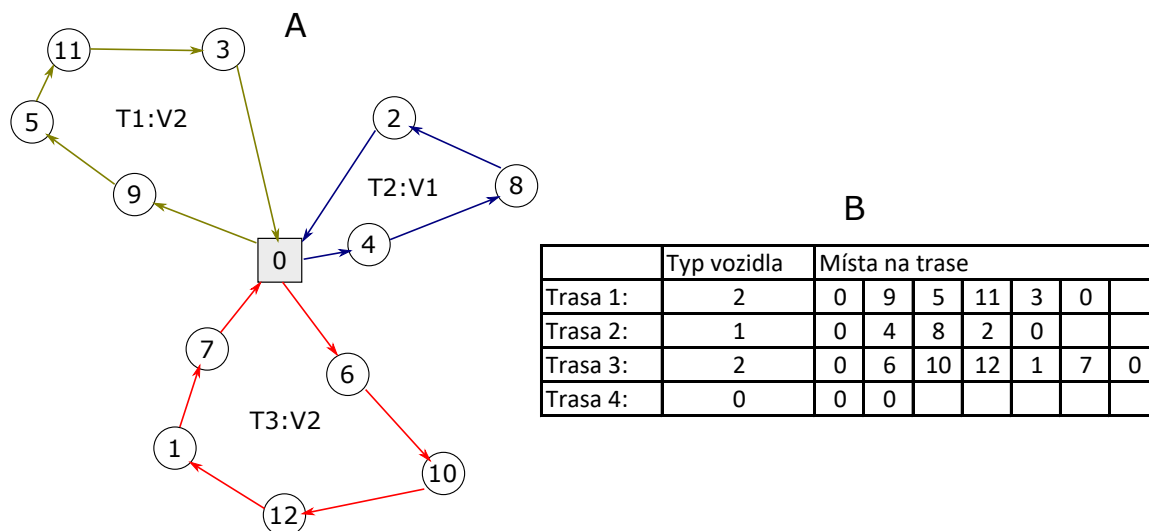 A
11
3
5
T1:V2
2
9
T2:V1
8
4
0
7
6
T3:V2
1
10
12
B
Typ vozidla Místa na trase
Trasa 1: 2 0 9 5 11 3 0
Trasa 2: 1 0 4 8 2 0
Trasa 3: 2 0 6 10 12 1 7 0
Trasa 4: 0 0 0